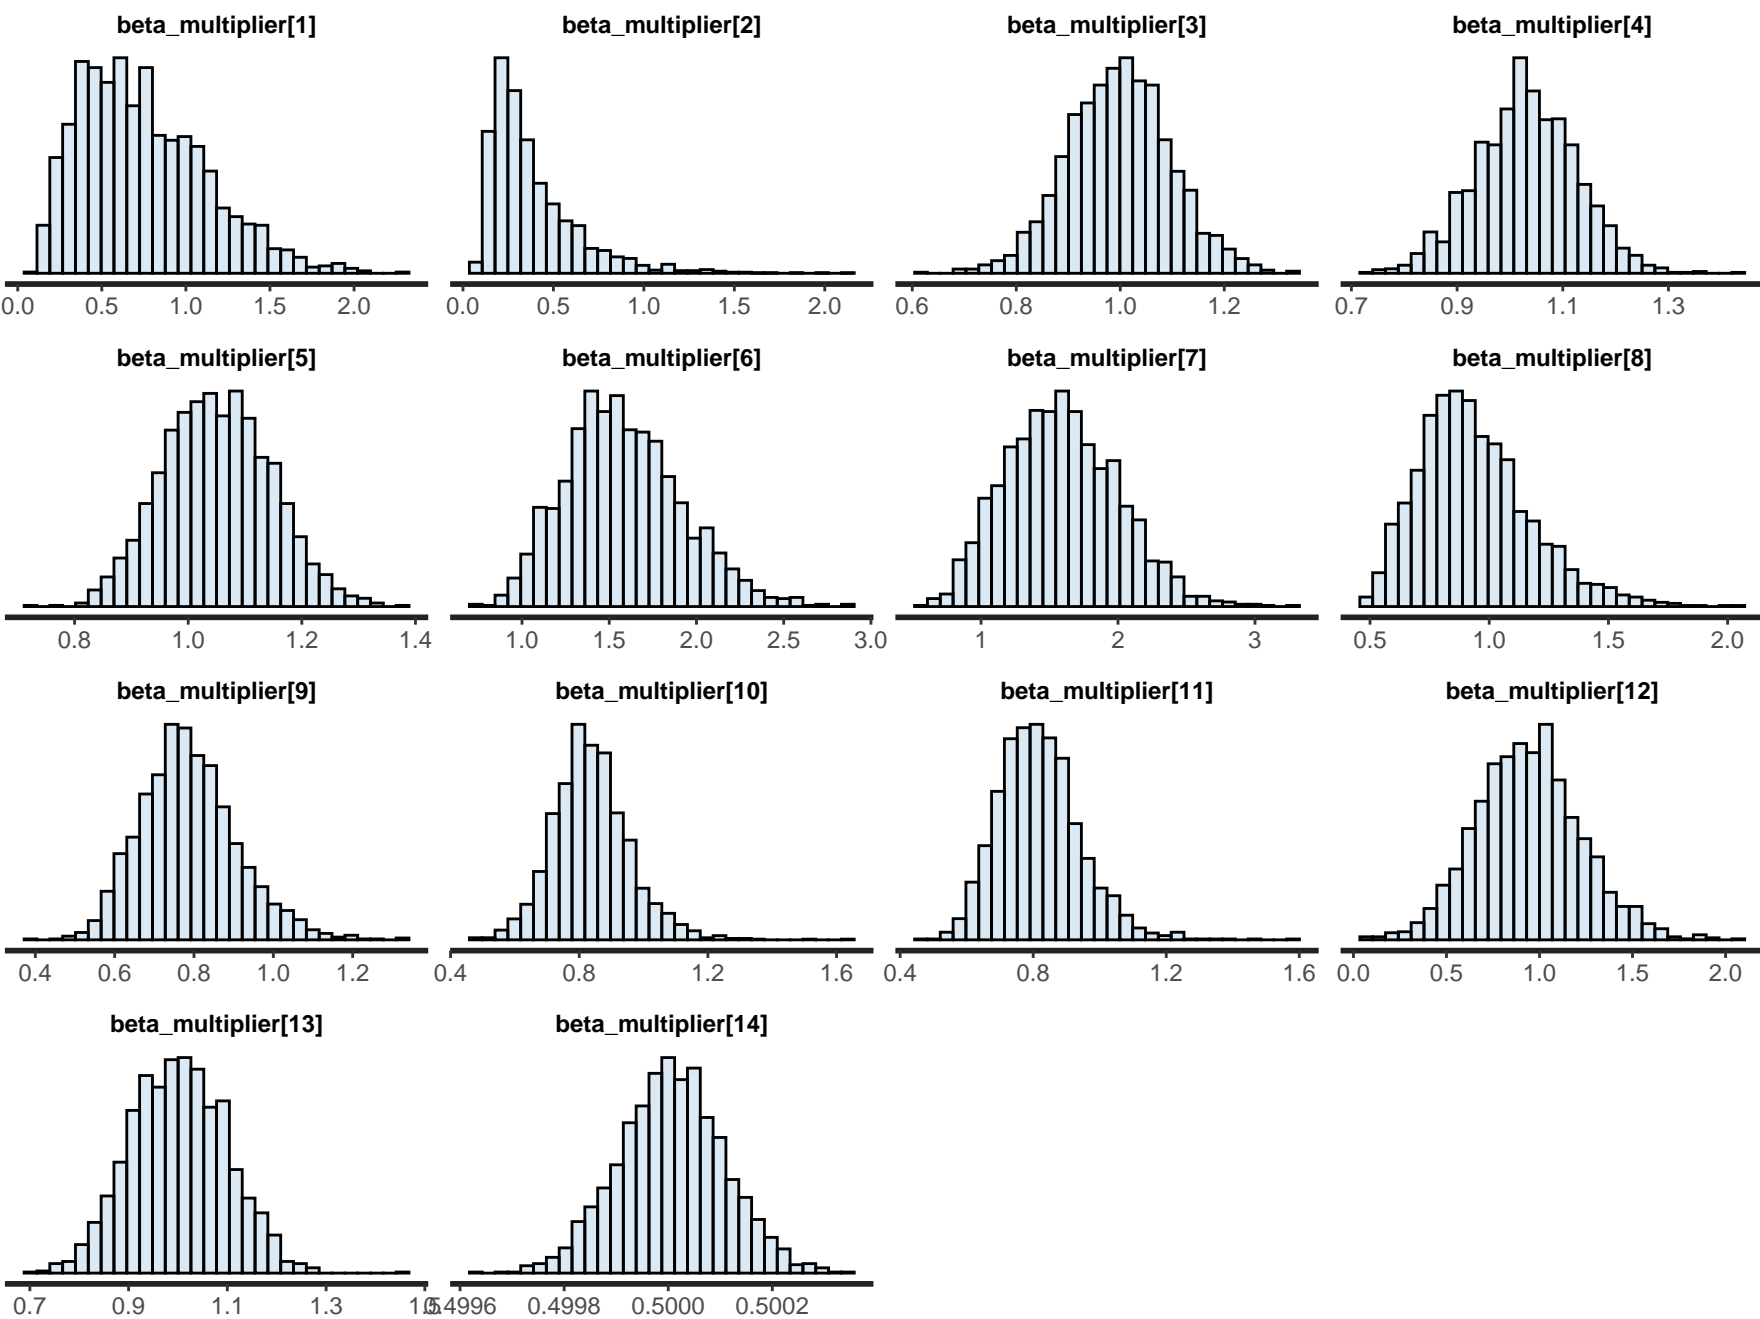 beta_multiplier[1] beta_multiplier[2] beta_multiplier[3] beta_multiplier[4]
0.0 0.5 1.0 1.5 2.0 0.0 0.5 1.0 1.5 2.0 0.6 0.8 1.0 1.2 0.7 0.9 1.1 1.3
beta_multiplier[5] beta_multiplier[6] beta_multiplier[7] beta_multiplier[8]
0.8 1.0 1.2 1.4 1.0 1.5 2.0 2.5 3.0 1 2 3 0.5 1.0 1.5 2.0
beta_multiplier[9] beta_multiplier[10] beta_multiplier[11] beta_multiplier[12]
0.4 0.6 0.8 1.0 1.2 0.4 0.8 1.2 1.6 0.4 0.8 1.2 1.6 0.0 0.5 1.0 1.5 2.0
beta_multiplier[13] beta_multiplier[14]
0.7 0.9 1.1 1.3 1.5 0.4996 0.4998 0.5000 0.5002